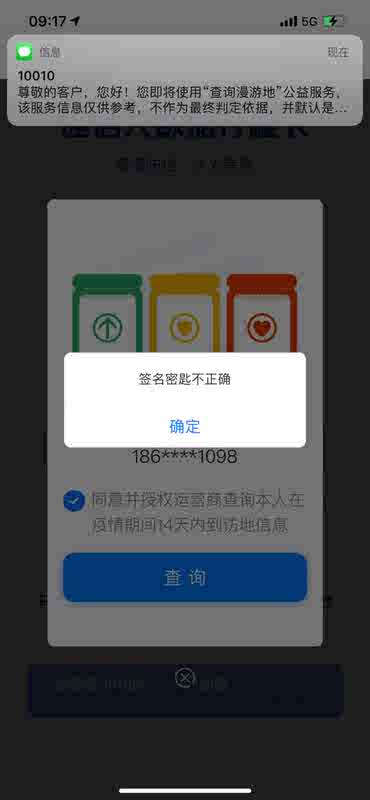 09:17
5G
信息
现在
10010
尊敬的客户，您好！您即将使用“查询漫游地”公益服务，
该服务信息仅供参考，不作为最终判定依据，并默认是…
签名密匙不正确
确定
186****1098
同意并授权运营商查询本人在
疫情期间14天内到访地信息
查 询